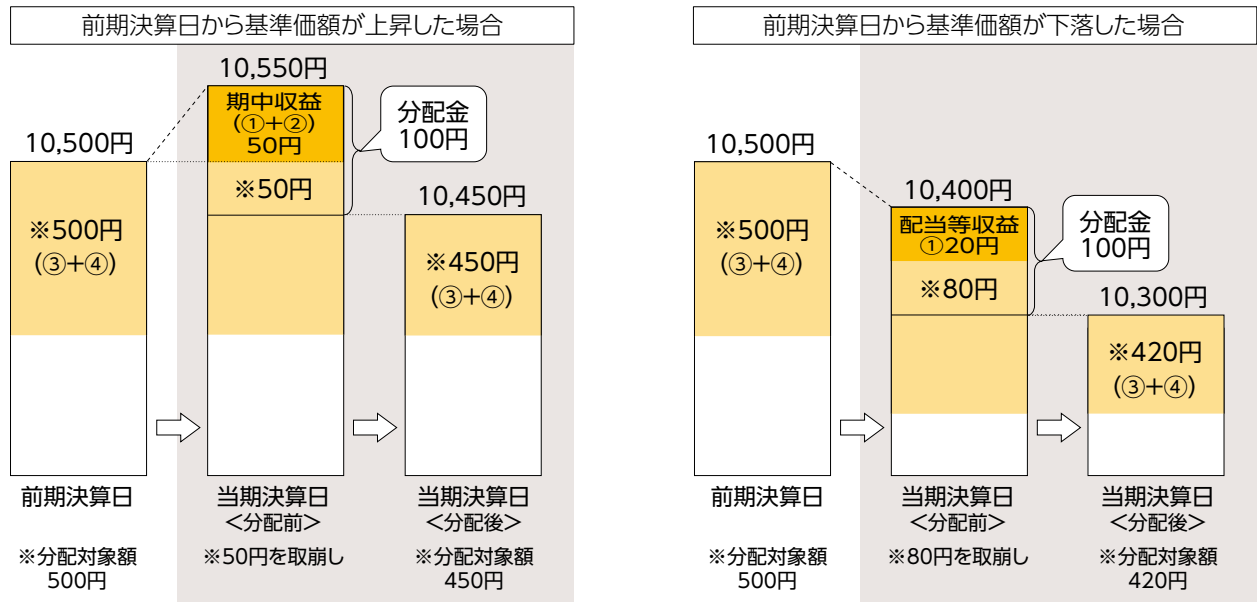 前期決算日から基準価額が上昇した場合
10,500円
※500円
(③+④)
前期決算日
※分配対象額
500円
10,550円
期中収益
(①+②)
50円
※50円
分配金
100円
当期決算日
<分配前>
※50円を取崩し
10,450円
※450円
(③+④)
当期決算日
<分配後>
※分配対象額
450円
前期決算日から基準価額が下落した場合
10,500円
※500円
(③+④)
前期決算日
※分配対象額
500円
10,400円
配当等収益
①20円
※80円
分配金
100円
当期決算日
<分配前>
※80円を取崩し
10,300円
※420円
(③+④)
当期決算日
<分配後>
※分配対象額
420円